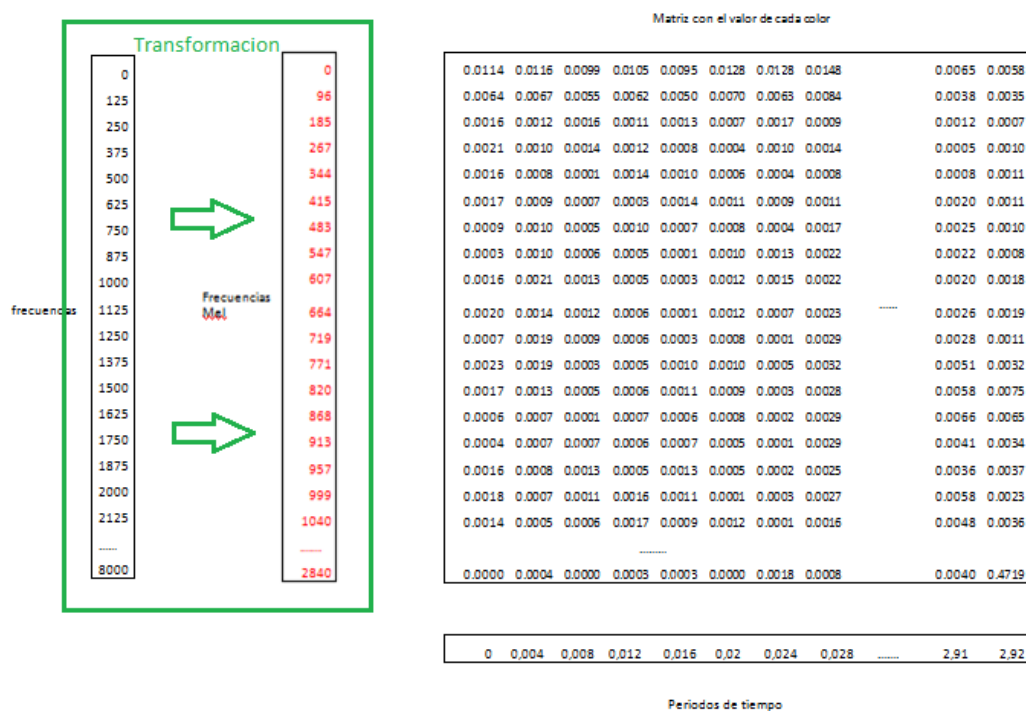 Matriz con el valor de cada color
Transformacion
0 0 0.0114 0.0116 0.0099 0.0105 0.0095 0.0128 0.0128 0.0148 0.0065 0.0058
125 96 0.0064 0.0067 0.0055 0.0062 0.0050 0.0070 0.0063 0.0084 0.0038 0.0035
250 185 0.0016 0.0012 0.0016 0.0011 0.0013 0.0007 0.0017 0.0009 0.0012 0.0007
375 267 0.0021 0.0010 0.0014 0.0012 0.0008 0.0004 0.0010 0.0014 0.0005 0.0010
500 344 0.0016 0.0008 0.0001 0.0014 0.0010 0.0006 0.0004 0.0008 0.0008 0.0011
625 415 0.0017 0.0009 0.0007 0.0003 0.0014 0.0011 0.0009 0.0011 0.0020 0.0011
750 483 0.0009 0.0010 0.0005 0.0010 0.0007 0.0008 0.0004 0.0017 0.0025 0.0010
875 547 0.0003 0.0010 0.0006 0.0005 0.0001 0.0010 0.0013 0.0022 0.0022 0.0008
1000 607 0.0016 0.0021 0.0013 0.0005 0.0003 0.0012 0.0015 0.0022 0.0020 0.0018
frecuencias 1125 Frecuencias Mel 664 0.0020 0.0014 0.0012 0.0006 0.0001 0.0012 0.0007 0.0023 ...... 0.0026 0.0019
1250 719 0.0007 0.0019 0.0009 0.0006 0.0003 0.0008 0.0001 0.0029 0.0028 0.0011
1375 771 0.0023 0.0019 0.0003 0.0005 0.0010 0.0010 0.0005 0.0032 0.0051 0.0032
1500 820 0.0017 0.0013 0.0005 0.0006 0.0011 0.0009 0.0003 0.0028 0.0058 0.0075
1625 868 0.0006 0.0007 0.0001 0.0007 0.0006 0.0008 0.0002 0.0029 0.0066 0.0065
1750 913 0.0004 0.0007 0.0007 0.0006 0.0007 0.0005 0.0001 0.0029 0.0041 0.0034
1875 957 0.0016 0.0008 0.0013 0.0005 0.0013 0.0005 0.0002 0.0025 0.0036 0.0037
2000 999 0.0018 0.0007 0.0011 0.0016 0.0011 0.0001 0.0003 0.0027 0.0058 0.0023
2125 1040 0.0014 0.0005 0.0006 0.0017 0.0009 0.0012 0.0001 0.0016 0.0048 0.0036
...... ...... .........
8000 2840 0.0000 0.0004 0.0000 0.0003 0.0003 0.0000 0.0018 0.0008 0.0040 0.4719
0 0,004 0,008 0,012 0,016 0,02 0,024 0,028 ...... 2,91 2,92
Periodos de tiempo